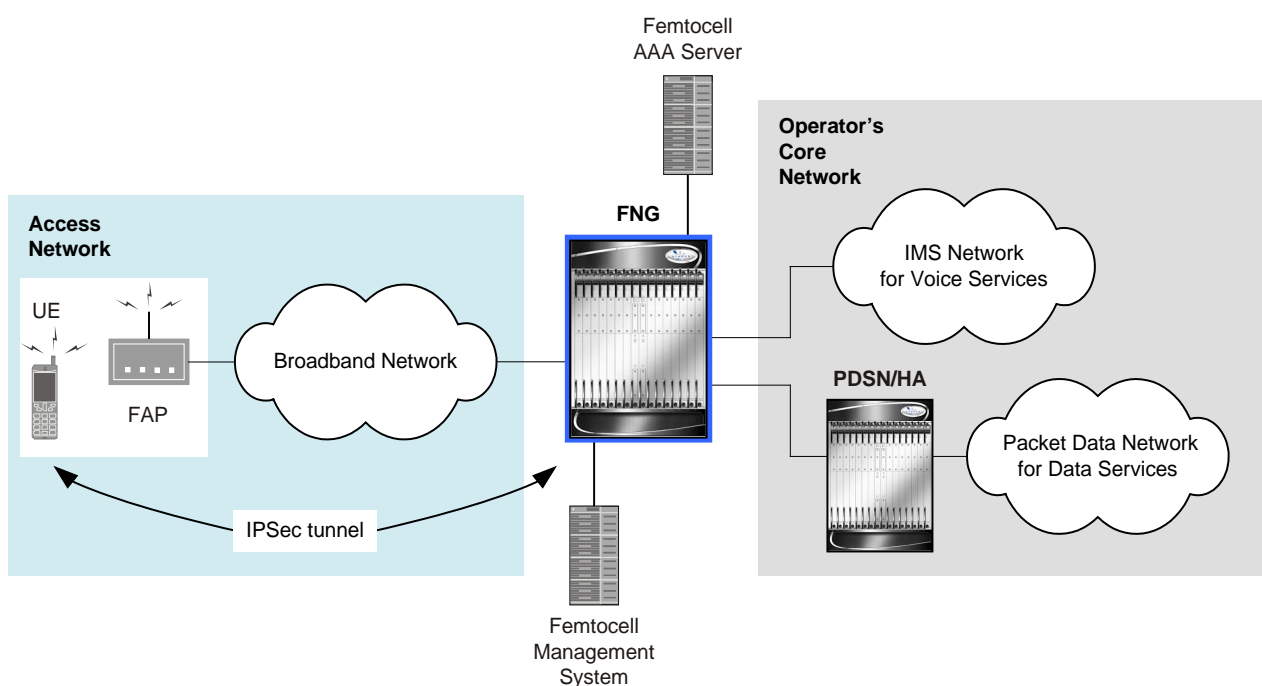 Femtocell
AAA Server
Operator’s
Core
Network
Access
Network
FNG
IMS Network
for Voice Services
UE
FAP
Broadband Network
PDSN/HA
Packet Data Network
for Data Services
IPSec tunnel
Femtocell
Management
System